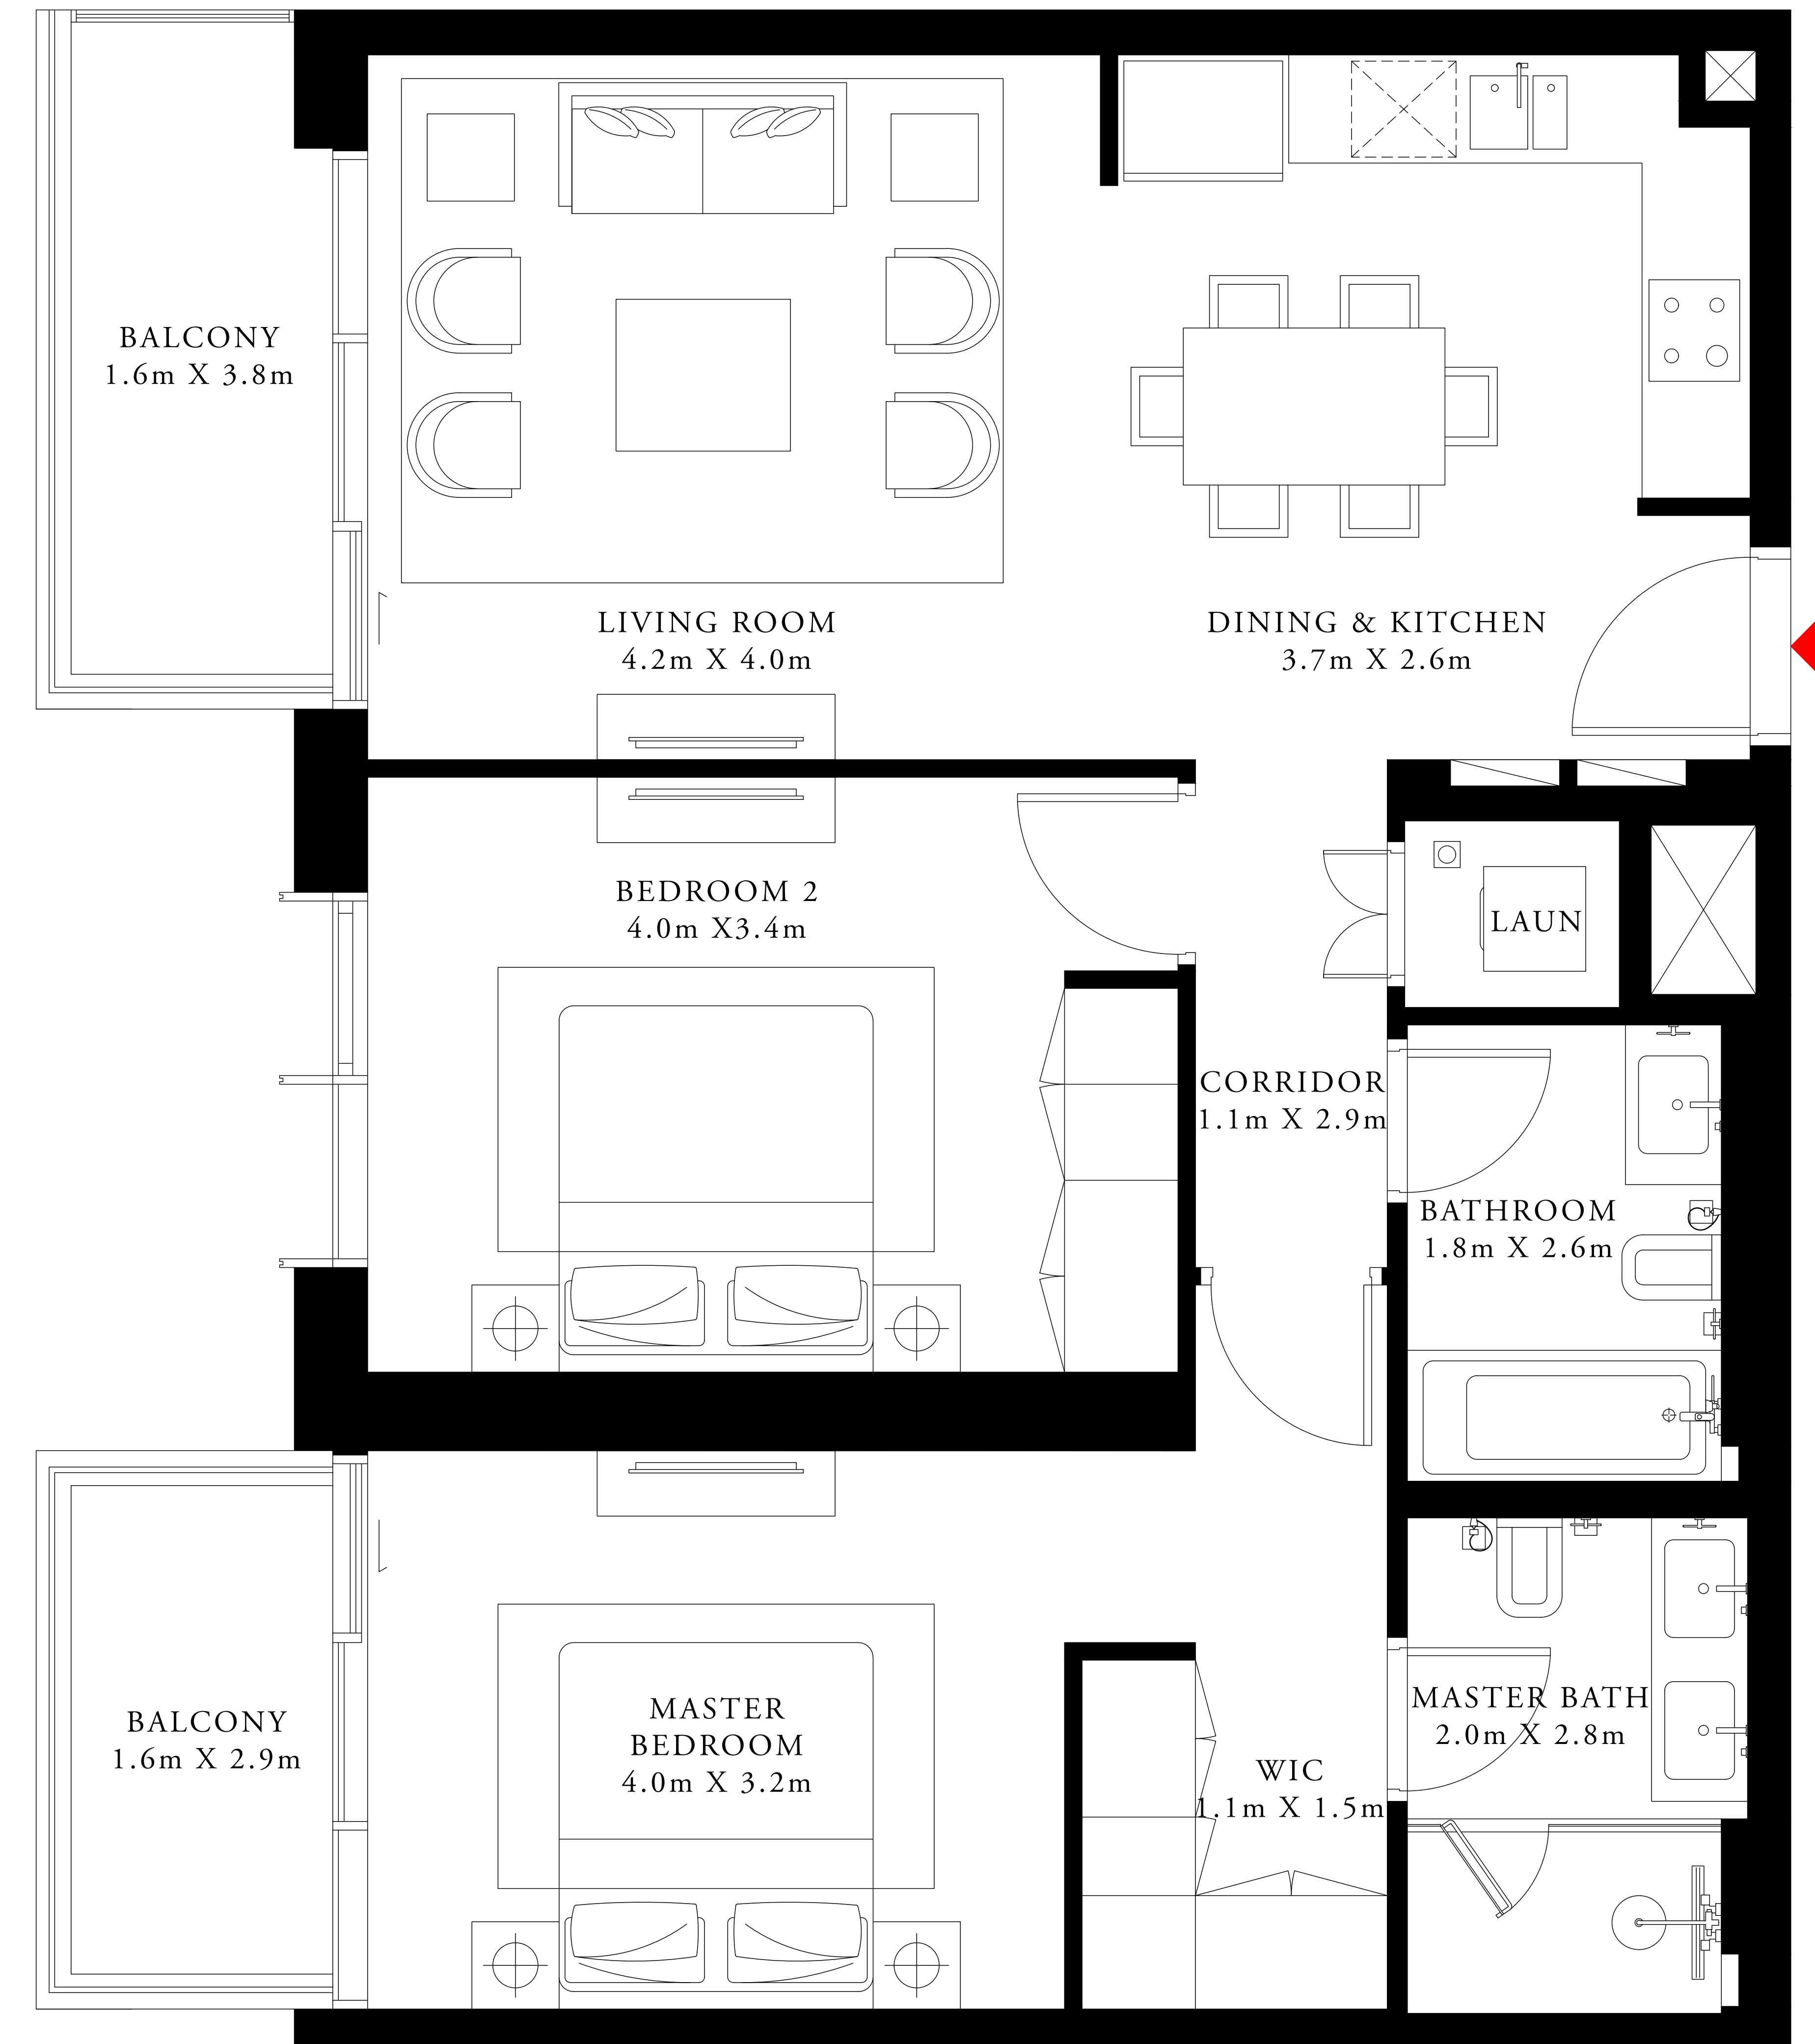 BALCONY
1.6m X 3.8m
LIVING ROOM
4.2m X 4.0m
DINING & KITCHEN
3.7m X 2.6m
BEDROOM 2
4.0m X3.4m
LAUN
CORRIDOR
1.1m X 2.9m
BATHROOM
1.8m X 2.6m
BALCONY
1.6m X 2.9m
MASTER
BEDROOM
4.0m X 3.2m
WIC
1.1m X 1.5m
MASTER BATH
2.0m X 2.8m